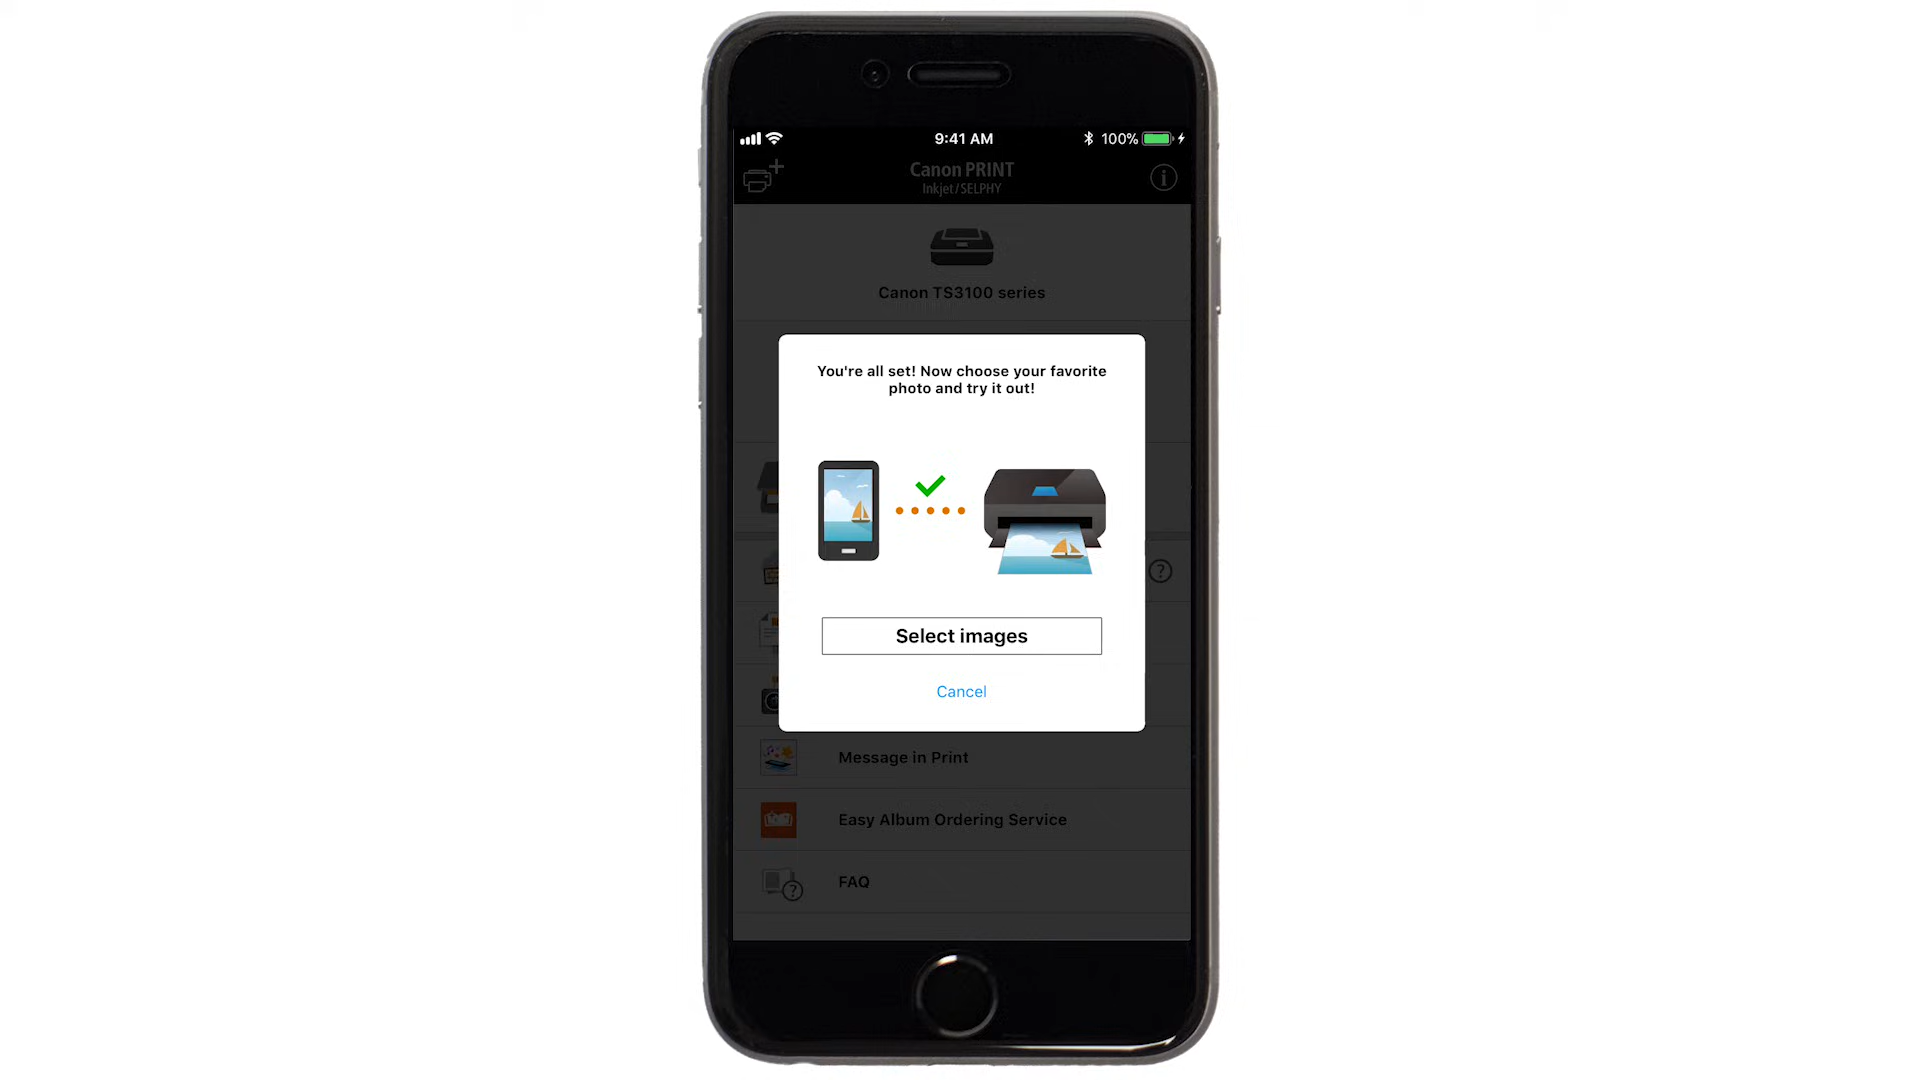 9:41 AM
100%
Canon PRINT
Inkjet/SELPHY
Canon TS3100 series
You're all set! Now choose your favorite
photo and try it out!
Select images
Cancel
Message in Print
Easy Album Ordering Service
FAQ